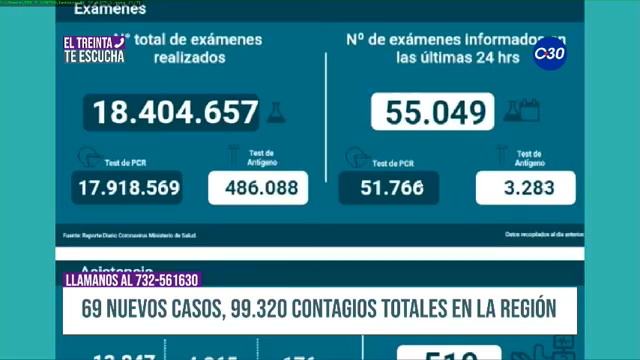 Exámenes
EL TREINTA
TE ESCUCHA
Nº total de exámenes
realizados
Nº de exámenes informados en
las últimas 24 hrs
C30
18.404.657
55.049
Test de PCR
Test de
Antígeno
Test de PCR
Test de
Antígeno
17.918.569
486.088
51.766
3.283
Fuente: Reporte Diario Coronavirus Ministerio de Salud.
Datos recopilados al día anterior
Asistencia
LLAMANOS AL 732-561630
69 NUEVOS CASOS, 99.320 CONTAGIOS TOTALES EN LA REGIÓN